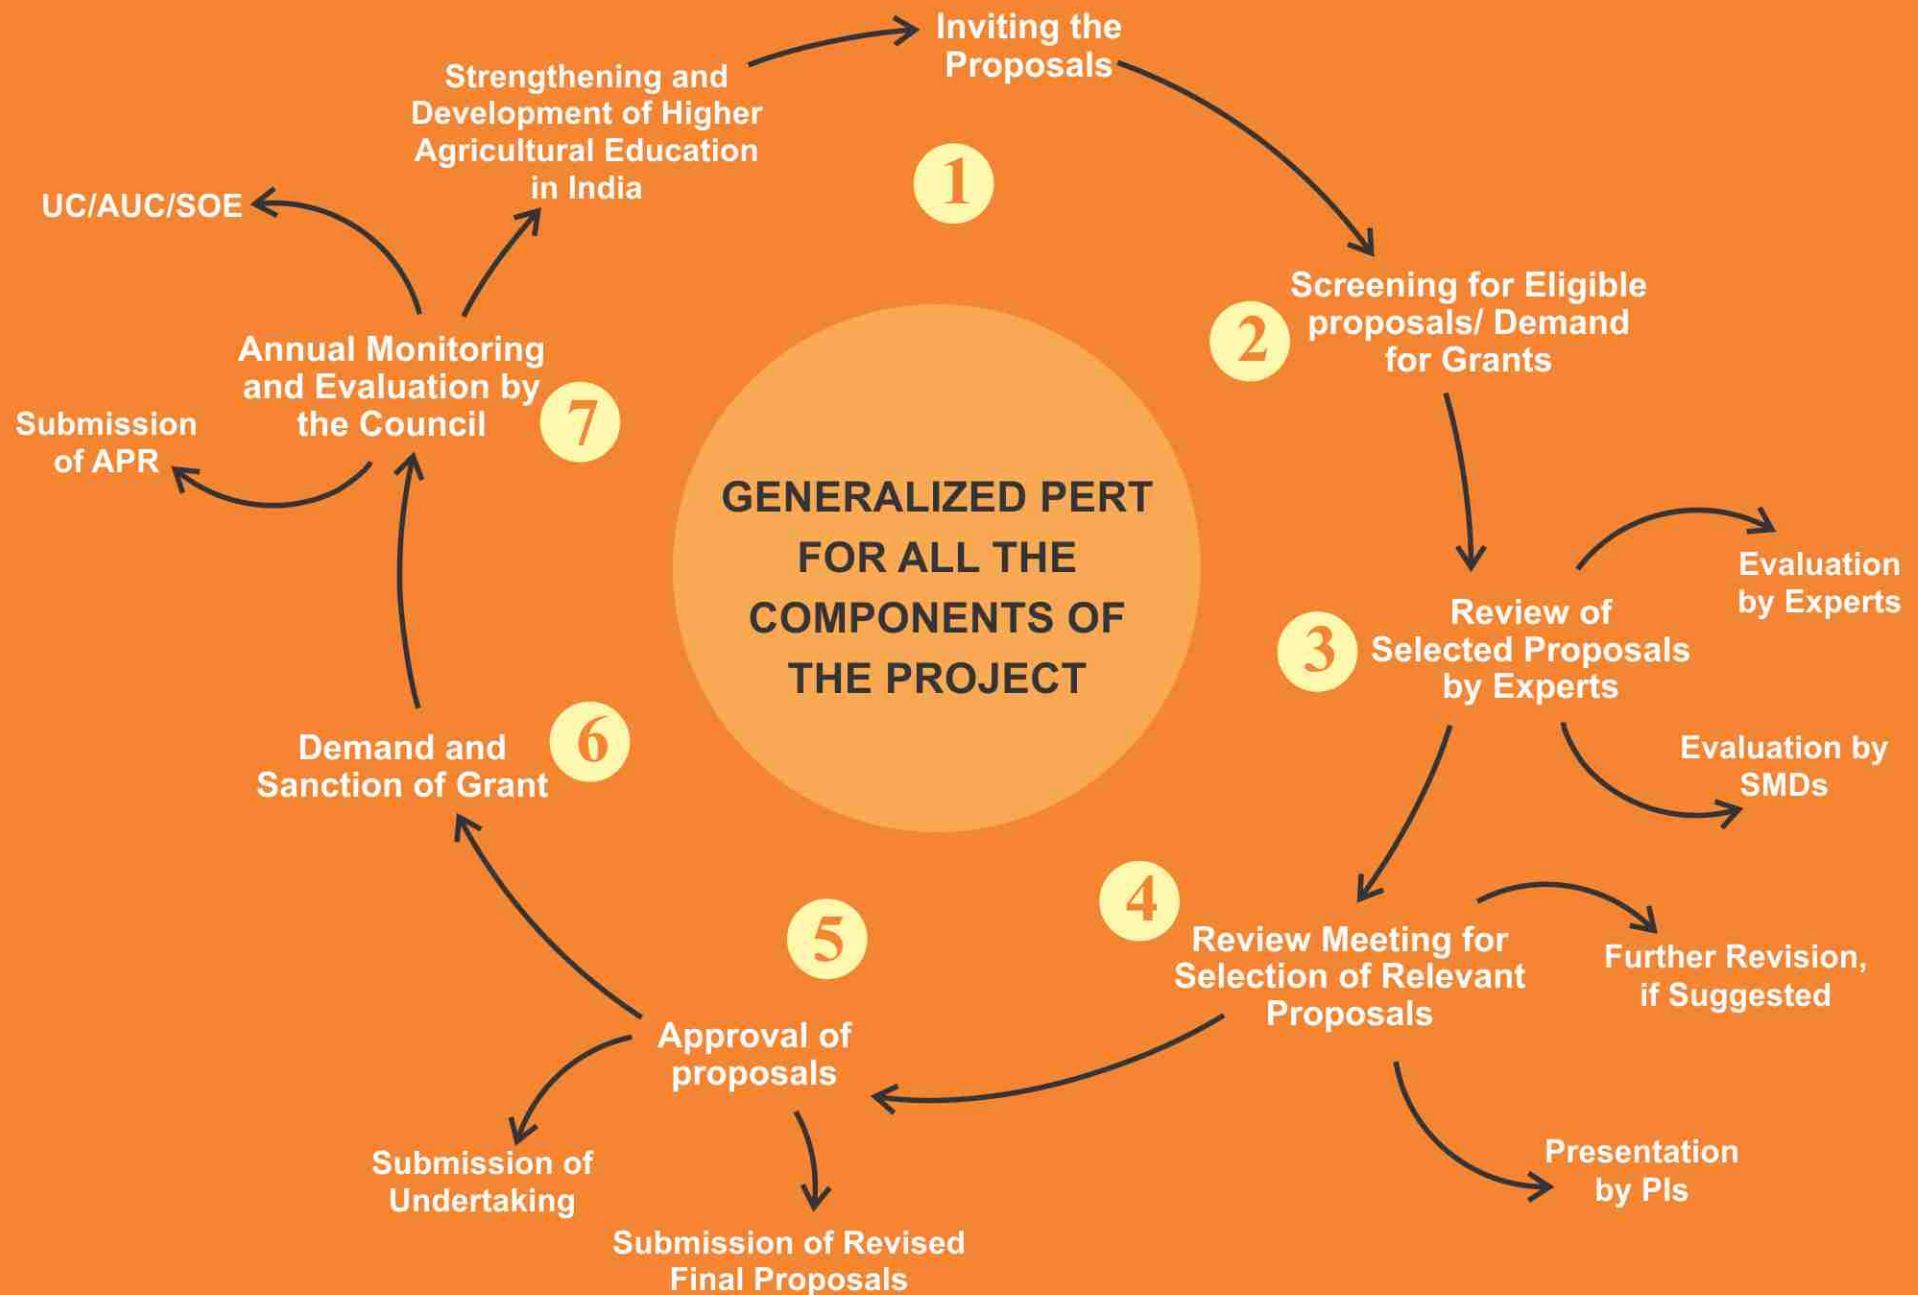 Inviting the
Proposals
1
Screening for Eligible
proposals/ Demand
for Grants
2
Review of
Selected Proposals
by Experts
3
Evaluation
by Experts
Evaluation by
SMDs
4
Review Meeting for
Selection of Relevant
Proposals
Further Revision,
if Suggested
Presentation
by PIs
5
Approval of
proposals
Submission of
Undertaking
Submission of Revised
Final Proposals
6
Demand and
Sanction of Grant
7
Annual Monitoring
and Evaluation by
the Council
Submission
of APR
UC/AUC/SOE
Strengthening and
Development of Higher
Agricultural Education
in India
GENERALIZED PERT
FOR ALL THE
COMPONENTS OF
THE PROJECT